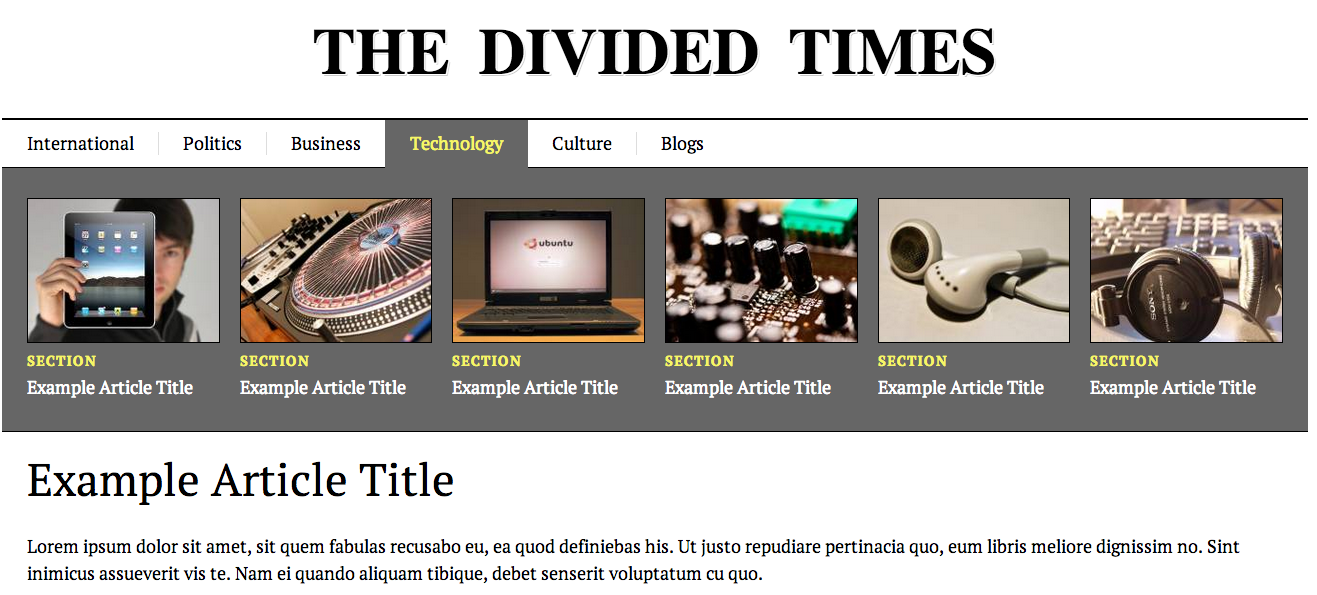 THE DIVIDED TIMES
International Politics Business Technology Culture Blogs
ubuntu
SONY
SECTION SECTION SECTION SECTION SECTION SECTION
Example Article Title Example Article Title Example Article Title Example Article Title Example Article Title Example Article Title
Example Article Title
Lorem ipsum dolor sit amet, sit quem fabulas recusabo eu, ea quod definiebas his. Ut justo repudiare pertinacia quo, eum libris meliore dignissim no. Sint
inimicus assueverit vis te. Nam ei quando aliquam tibique, debet senserit voluptatum cu quo.